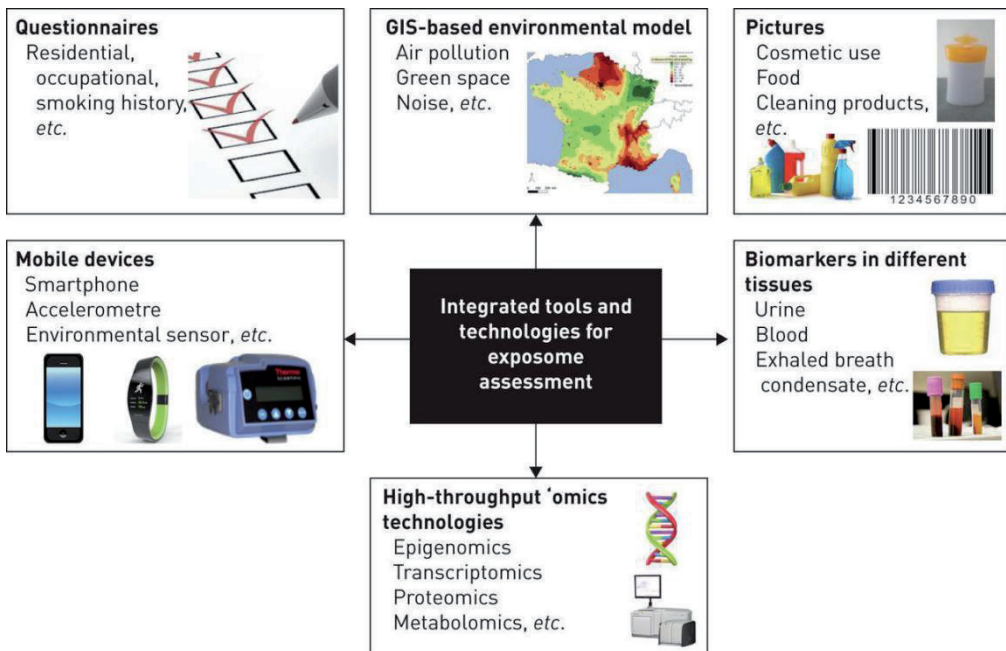 Questionnaires
Residential,
occupational,
smoking history,
etc.
GIS-based environmental model
Air pollution
Green space
Noise, etc.
Pictures
Cosmetic use
Food
Cleaning products,
etc.
1234567890
Mobile devices
Smartphone
Accelerometre
Environmental sensor, etc.
Thermo
SCIENTIFIC
Integrated tools and
technologies for
exposome
assessment
Biomarkers in different
tissues
Urine
Blood
Exhaled breath
condensate, etc.
High-throughput ‘omics
technologies
Epigenomics
Transcriptomics
Proteomics
Metabolomics, etc.